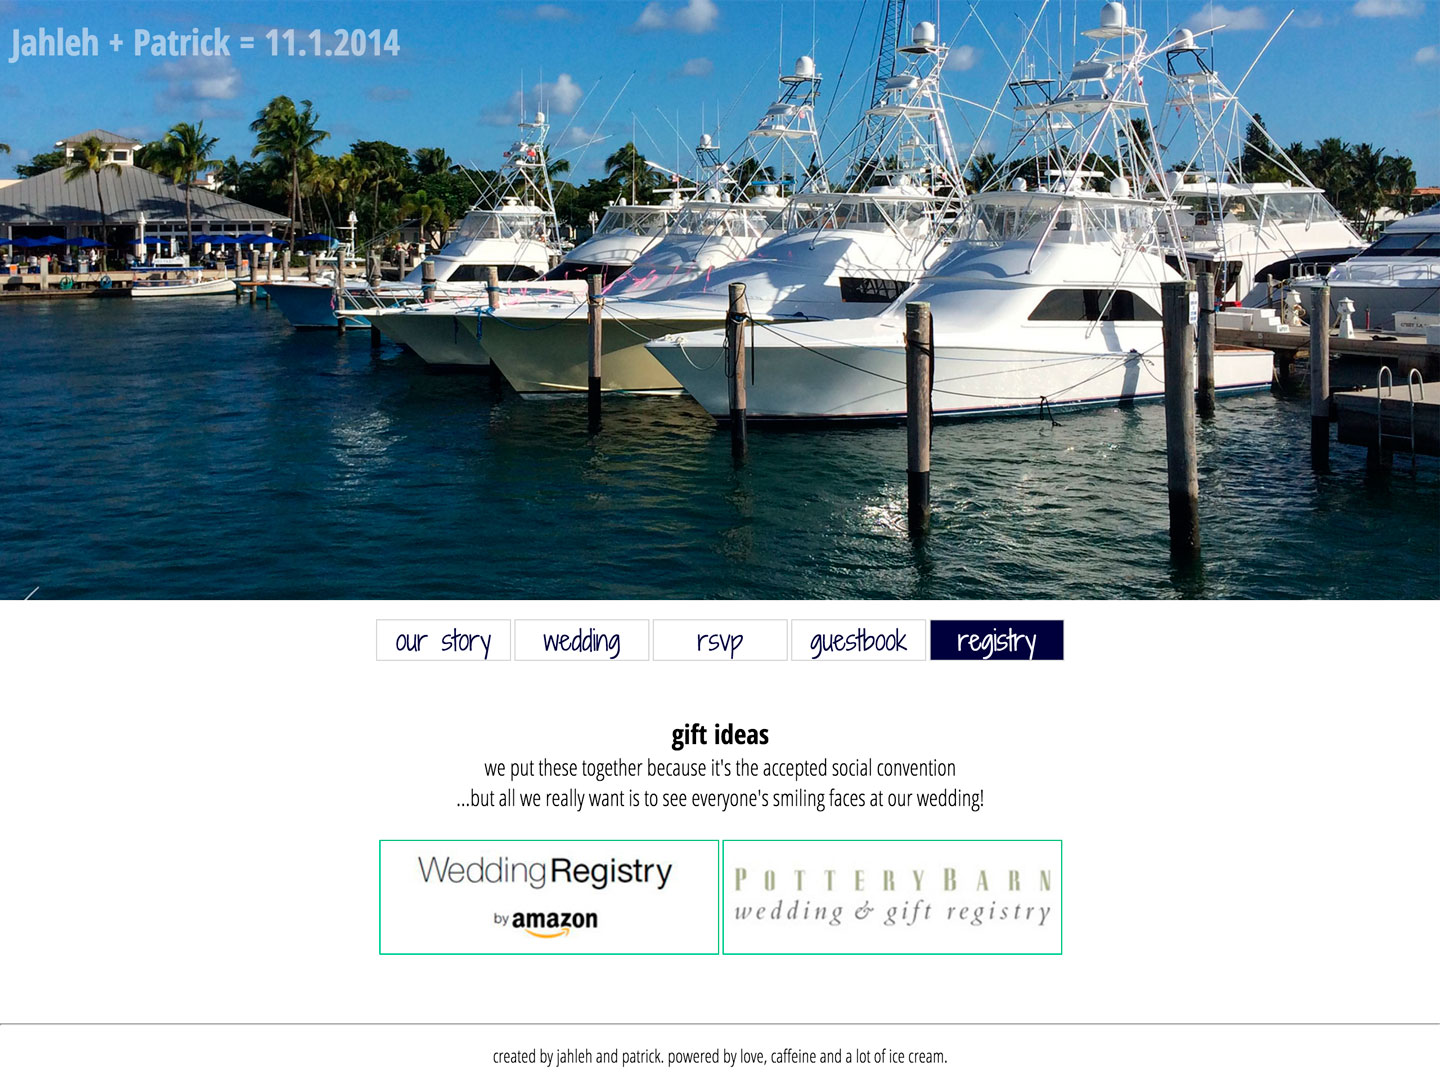 Jahleh + Patrick = 11.1.2014
our story wedding rsvp guestbook registry
gift ideas
we put these together because it's the accepted social convention
...but all we really want is to see everyone's smiling faces at our wedding!
WeddingRegistry
by amazon
POTTERY BARN
wedding & gift registry
created by jahleh and patrick. powered by love, caffeine and a lot of ice cream.